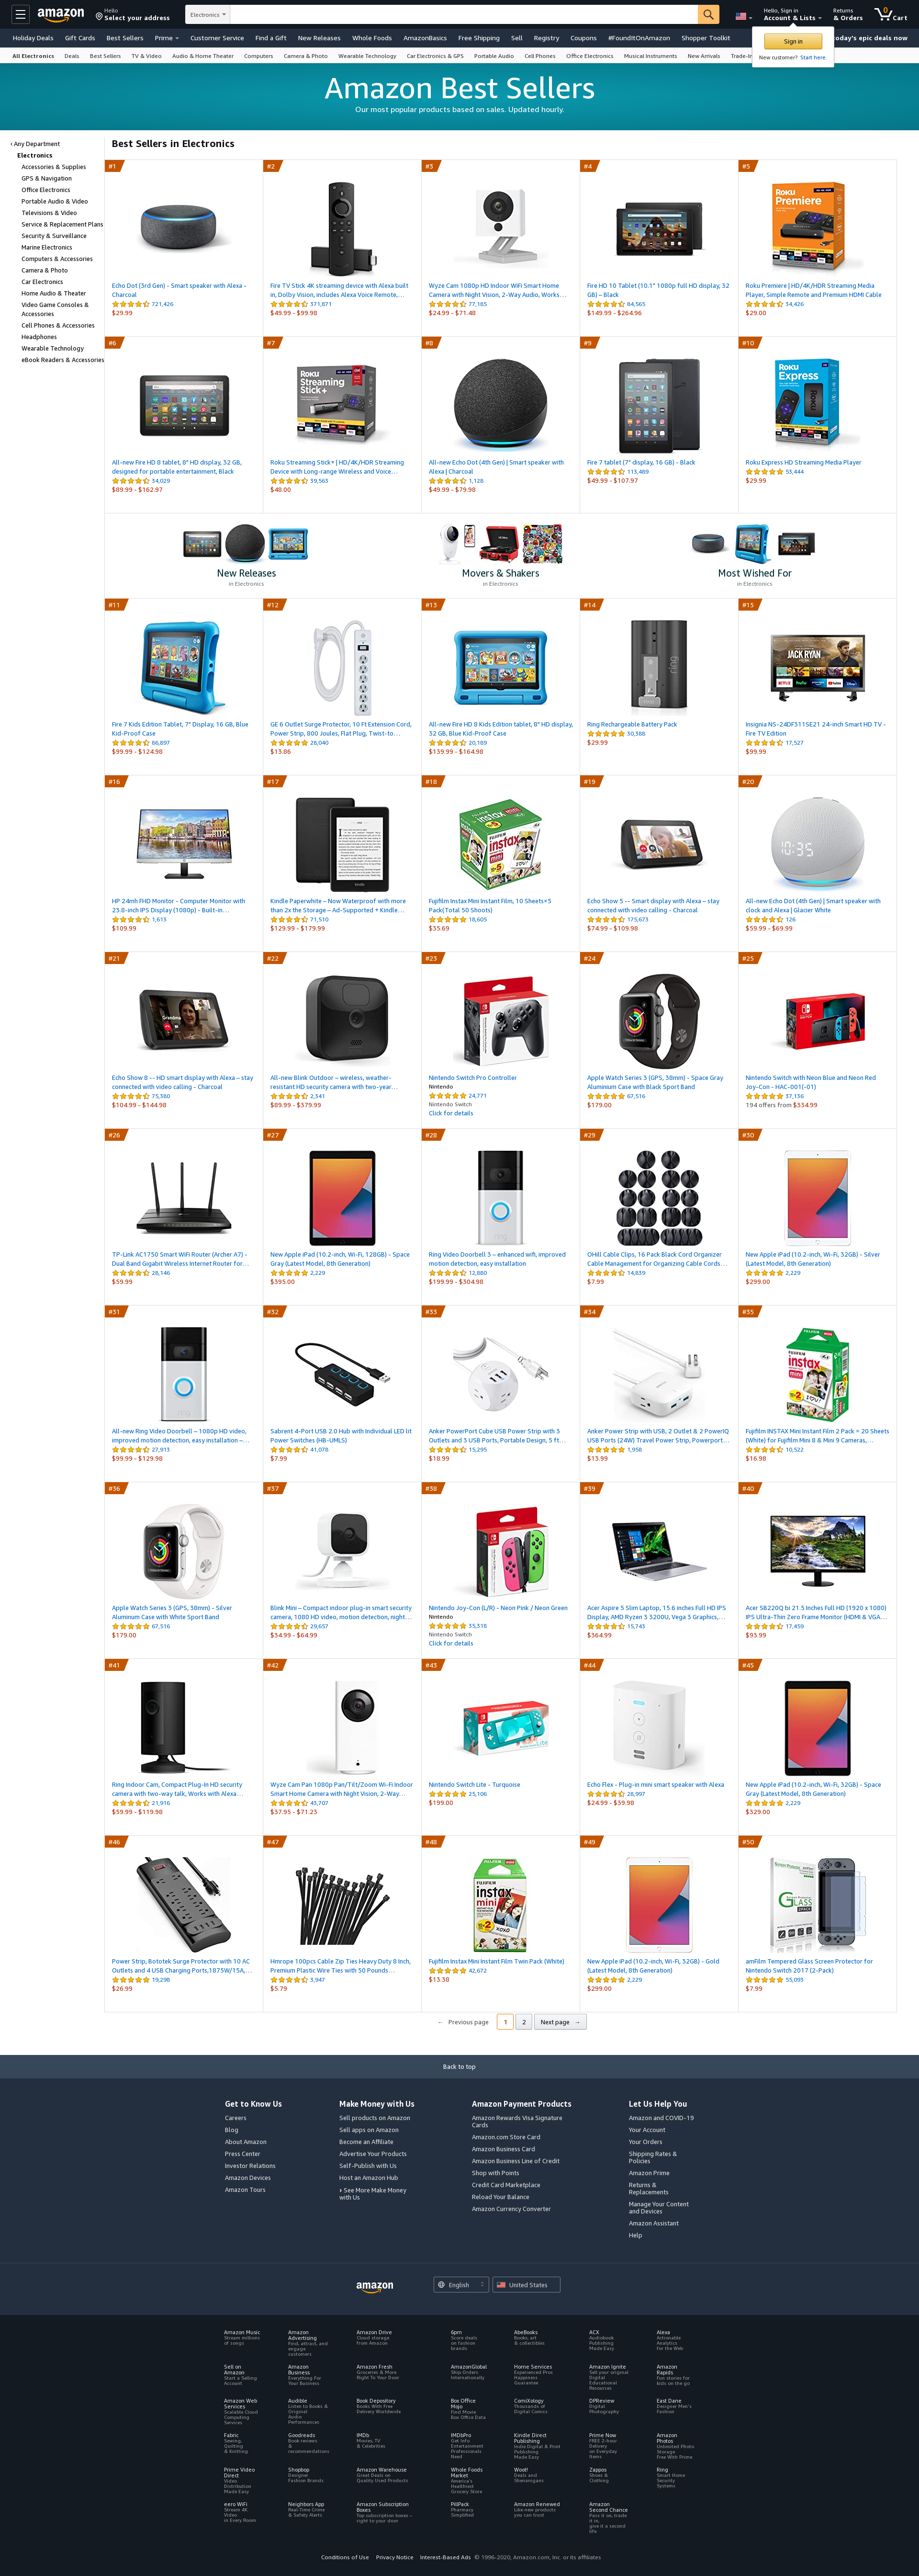 amazon
Hello
Select your address
Electronics
Hello, Sign in
Account & Lists
Returns
& Orders
0
Cart
Holiday Deals
Gift Cards
Best Sellers
Prime
Customer Service
Find a Gift
New Releases
Whole Foods
AmazonBasics
Free Shipping
Sell
Registry
Coupons
#FoundItOnAmazon
Shopper Toolkit
today's epic deals now
Sign in
New customer? Start here.
All Electronics
Deals
Best Sellers
TV & Video
Audio & Home Theater
Computers
Camera & Photo
Wearable Technology
Car Electronics & GPS
Portable Audio
Cell Phones
Office Electronics
Musical Instruments
New Arrivals
Trade-In
Amazon Best Sellers
Our most popular products based on sales. Updated hourly.
‹ Any Department
Electronics
Accessories & Supplies
GPS & Navigation
Office Electronics
Portable Audio & Video
Televisions & Video
Service & Replacement Plans
Security & Surveillance
Marine Electronics
Computers & Accessories
Camera & Photo
Car Electronics
Home Audio & Theater
Video Game Consoles &
Accessories
Cell Phones & Accessories
Headphones
Wearable Technology
eBook Readers & Accessories
Best Sellers in Electronics
#1
Echo Dot (3rd Gen) - Smart speaker with Alexa -
Charcoal
721,426
$29.99
#2
Fire TV Stick 4K streaming device with Alexa built
in, Dolby Vision, includes Alexa Voice Remote,…
371,871
$49.99 - $99.98
#3
Wyze Cam 1080p HD Indoor WiFi Smart Home
Camera with Night Vision, 2-Way Audio, Works…
77,185
$24.99 - $71.48
#4
Fire HD 10 Tablet (10.1" 1080p full HD display, 32
GB) – Black
84,565
$149.99 - $264.96
#5
Roku Premiere | HD/4K/HDR Streaming Media
Player, Simple Remote and Premium HDMI Cable
34,426
$29.00
#6
All-new Fire HD 8 tablet, 8" HD display, 32 GB,
designed for portable entertainment, Black
34,029
$89.99 - $162.97
#7
Roku Streaming Stick+ | HD/4K/HDR Streaming
Device with Long-range Wireless and Voice…
39,563
$48.00
#8
All-new Echo Dot (4th Gen) | Smart speaker with
Alexa | Charcoal
1,128
$49.99 - $79.98
#9
Fire 7 tablet (7" display, 16 GB) - Black
113,489
$49.99 - $107.97
#10
Roku Express HD Streaming Media Player
53,444
$29.99
New Releases
in Electronics
Movers & Shakers
in Electronics
Most Wished For
in Electronics
#11
Fire 7 Kids Edition Tablet, 7" Display, 16 GB, Blue
Kid-Proof Case
66,897
$99.99 - $124.98
#12
GE 6 Outlet Surge Protector, 10 Ft Extension Cord,
Power Strip, 800 Joules, Flat Plug, Twist-to…
28,040
$13.86
#13
All-new Fire HD 8 Kids Edition tablet, 8" HD display,
32 GB, Blue Kid-Proof Case
20,189
$139.99 - $164.98
#14
Ring Rechargeable Battery Pack
30,388
$29.99
#15
Insignia NS-24DF311SE21 24-inch Smart HD TV -
Fire TV Edition
17,527
$99.99
#16
HP 24mh FHD Monitor - Computer Monitor with
23.8-inch IPS Display (1080p) - Built-in…
1,613
$109.99
#17
Kindle Paperwhite – Now Waterproof with more
than 2x the Storage – Ad-Supported + Kindle…
71,510
$129.99 - $179.99
#18
Fujifilm Instax Mini Instant Film, 10 Sheets×5
Pack(Total 50 Shoots)
18,605
$35.69
#19
Echo Show 5 -- Smart display with Alexa – stay
connected with video calling - Charcoal
175,673
$74.99 - $109.98
#20
All-new Echo Dot (4th Gen) | Smart speaker with
clock and Alexa | Glacier White
126
$59.99 - $69.99
#21
Echo Show 8 -- HD smart display with Alexa – stay
connected with video calling - Charcoal
75,380
$104.99 - $144.98
#22
All-new Blink Outdoor – wireless, weather-
resistant HD security camera with two-year…
2,341
$89.99 - $379.99
#23
Nintendo Switch Pro Controller
Nintendo
24,771
Nintendo Switch
Click for details
#24
Apple Watch Series 3 (GPS, 38mm) - Space Gray
Aluminium Case with Black Sport Band
67,516
$179.00
#25
Nintendo Switch with Neon Blue and Neon Red
Joy-Con - HAC-001(-01)
37,136
194 offers from $334.99
#26
TP-Link AC1750 Smart WiFi Router (Archer A7) -
Dual Band Gigabit Wireless Internet Router for…
28,146
$59.99
#27
New Apple iPad (10.2-inch, Wi-Fi, 128GB) - Space
Gray (Latest Model, 8th Generation)
2,229
$395.00
#28
Ring Video Doorbell 3 – enhanced wifi, improved
motion detection, easy installation
12,880
$199.99 - $304.98
#29
OHill Cable Clips, 16 Pack Black Cord Organizer
Cable Management for Organizing Cable Cords…
14,839
$7.99
#30
New Apple iPad (10.2-inch, Wi-Fi, 32GB) - Silver
(Latest Model, 8th Generation)
2,229
$299.00
#31
All-new Ring Video Doorbell – 1080p HD video,
improved motion detection, easy installation –…
27,913
$99.99 - $129.98
#32
Sabrent 4-Port USB 2.0 Hub with Individual LED lit
Power Switches (HB-UMLS)
41,078
$7.99
#33
Anker PowerPort Cube USB Power Strip with 3
Outlets and 3 USB Ports, Portable Design, 5 ft…
15,295
$18.99
#34
Anker Power Strip with USB, 2 Outlet & 2 PowerIQ
USB Ports (24W) Travel Power Strip, Powerport…
1,958
$13.99
#35
Fujifilm INSTAX Mini Instant Film 2 Pack = 20 Sheets
(White) for Fujifilm Mini 8 & Mini 9 Cameras,…
10,522
$16.98
#36
Apple Watch Series 3 (GPS, 38mm) - Silver
Aluminum Case with White Sport Band
67,516
$179.00
#37
Blink Mini – Compact indoor plug-in smart security
camera, 1080 HD video, motion detection, night…
29,657
$34.99 - $64.99
#38
Nintendo Joy-Con (L/R) - Neon Pink / Neon Green
Nintendo
35,318
Nintendo Switch
Click for details
#39
Acer Aspire 5 Slim Laptop, 15.6 inches Full HD IPS
Display, AMD Ryzen 3 3200U, Vega 3 Graphics,…
15,743
$364.99
#40
Acer SB220Q bi 21.5 Inches Full HD (1920 x 1080)
IPS Ultra-Thin Zero Frame Monitor (HDMI & VGA…
17,459
$93.99
#41
Ring Indoor Cam, Compact Plug-In HD security
camera with two-way talk, Works with Alexa…
21,916
$59.99 - $119.98
#42
Wyze Cam Pan 1080p Pan/Tilt/Zoom Wi-Fi Indoor
Smart Home Camera with Night Vision, 2-Way…
43,707
$37.95 - $71.23
#43
Nintendo Switch Lite - Turquoise
25,106
$199.00
#44
Echo Flex - Plug-in mini smart speaker with Alexa
28,997
$24.99 - $39.98
#45
New Apple iPad (10.2-inch, Wi-Fi, 32GB) - Space
Gray (Latest Model, 8th Generation)
2,229
$329.00
#46
Power Strip, Bototek Surge Protector with 10 AC
Outlets and 4 USB Charging Ports,1875W/15A,…
19,298
$26.99
#47
Hmrope 100pcs Cable Zip Ties Heavy Duty 8 Inch,
Premium Plastic Wire Ties with 50 Pounds…
3,947
$5.79
#48
Fujifilm Instax Mini Instant Film Twin Pack (White)
42,672
$13.38
#49
New Apple iPad (10.2-inch, Wi-Fi, 32GB) - Gold
(Latest Model, 8th Generation)
2,229
$299.00
#50
amFilm Tempered Glass Screen Protector for
Nintendo Switch 2017 (2-Pack)
55,093
$7.99
← Previous page
1
2
Next page →
Back to top
Get to Know Us
Careers
Blog
About Amazon
Press Center
Investor Relations
Amazon Devices
Amazon Tours
Make Money with Us
Sell products on Amazon
Sell apps on Amazon
Become an Affiliate
Advertise Your Products
Self-Publish with Us
Host an Amazon Hub
› See More Make Money
with Us
Amazon Payment Products
Amazon Rewards Visa Signature
Cards
Amazon.com Store Card
Amazon Business Card
Amazon Business Line of Credit
Shop with Points
Credit Card Marketplace
Reload Your Balance
Amazon Currency Converter
Let Us Help You
Amazon and COVID-19
Your Account
Your Orders
Shipping Rates &
Policies
Amazon Prime
Returns &
Replacements
Manage Your Content
and Devices
Amazon Assistant
Help
amazon
English
United States
Amazon Music
Stream millions
of songs
Amazon
Advertising
Find, attract, and
engage
customers
Amazon Drive
Cloud storage
from Amazon
6pm
Score deals
on fashion
brands
AbeBooks
Books, art
& collectibles
ACX
Audiobook
Publishing
Made Easy
Alexa
Actionable
Analytics
for the Web
Sell on
Amazon
Start a Selling
Account
Amazon
Business
Everything For
Your Business
Amazon Fresh
Groceries & More
Right To Your Door
AmazonGlobal
Ship Orders
Internationally
Home Services
Experienced Pros
Happiness
Guarantee
Amazon Ignite
Sell your original
Digital
Educational
Resources
Amazon
Rapids
Fun stories for
kids on the go
Amazon Web
Services
Scalable Cloud
Computing
Services
Audible
Listen to Books &
Original
Audio
Performances
Book Depository
Books With Free
Delivery Worldwide
Box Office
Mojo
Find Movie
Box Office Data
ComiXology
Thousands of
Digital Comics
DPReview
Digital
Photography
East Dane
Designer Men's
Fashion
Fabric
Sewing,
Quilting
& Knitting
Goodreads
Book reviews
&
recommendations
IMDb
Movies, TV
& Celebrities
IMDbPro
Get Info
Entertainment
Professionals
Need
Kindle Direct
Publishing
Indie Digital & Print
Publishing
Made Easy
Prime Now
FREE 2-hour
Delivery
on Everyday
Items
Amazon
Photos
Unlimited Photo
Storage
Free With Prime
Prime Video
Direct
Video
Distribution
Made Easy
Shopbop
Designer
Fashion Brands
Amazon Warehouse
Great Deals on
Quality Used Products
Whole Foods
Market
America's
Healthiest
Grocery Store
Woot!
Deals and
Shenanigans
Zappos
Shoes &
Clothing
Ring
Smart Home
Security
Systems
eero WiFi
Stream 4K
Video
in Every Room
Neighbors App
Real-Time Crime
& Safety Alerts
Amazon Subscription
Boxes
Top subscription boxes –
right to your door
PillPack
Pharmacy
Simplified
Amazon Renewed
Like-new products
you can trust
Amazon
Second Chance
Pass it on, trade
it in,
give it a second
life
Conditions of Use
Privacy Notice
Interest-Based Ads
© 1996-2020, Amazon.com, Inc. or its affiliates